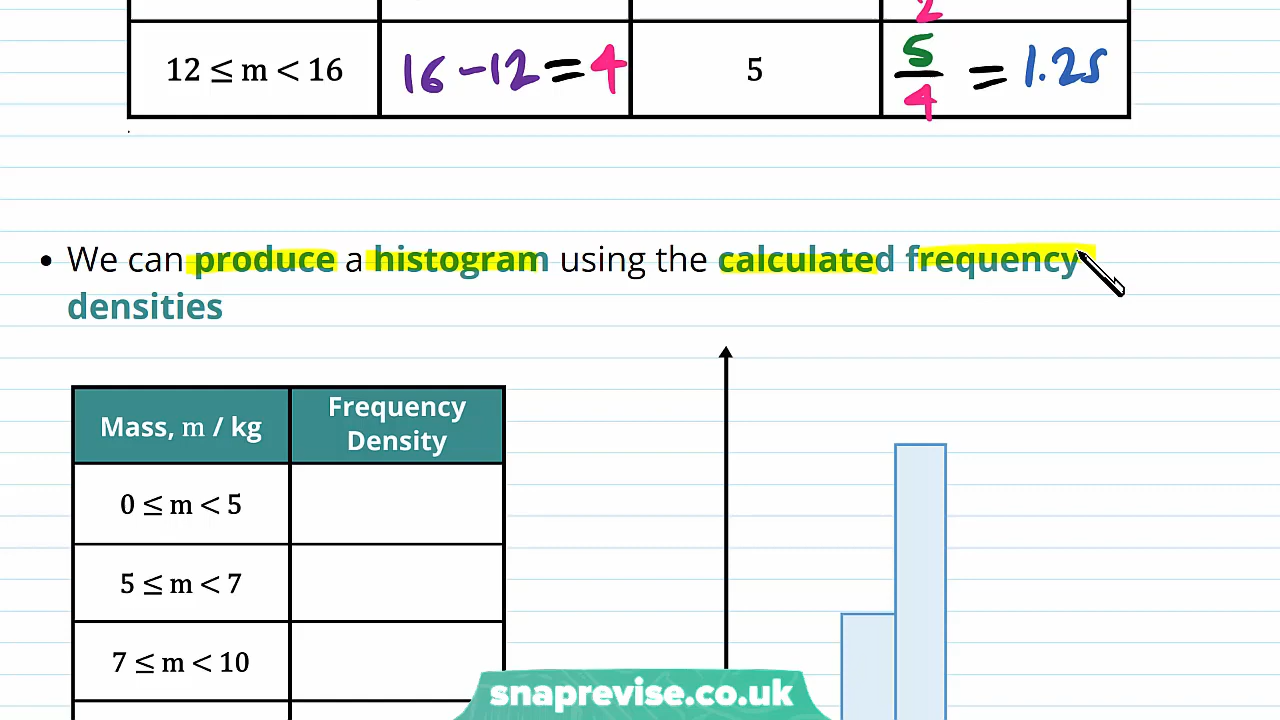 2
12 ≤ m < 16 16 - 12 = 4 5 5/4 = 1.25
• We can produce a histogram using the calculated frequency
densities
Mass, m / kg Frequency
Density
0 ≤ m < 5
5 ≤ m < 7
7 ≤ m < 10
snaprevise.co.uk